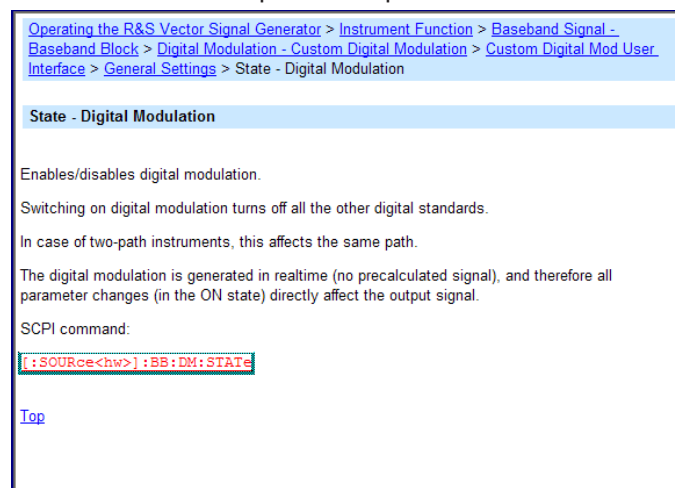 Operating the R&S Vector Signal Generator > Instrument Function > Baseband Signal -
Baseband Block > Digital Modulation - Custom Digital Modulation > Custom Digital Mod User
Interface > General Settings > State - Digital Modulation
State - Digital Modulation
Enables/disables digital modulation.
Switching on digital modulation turns off all the other digital standards.
In case of two-path instruments, this affects the same path.
The digital modulation is generated in realtime (no precalculated signal), and therefore all
parameter changes (in the ON state) directly affect the output signal.
SCPI command:
[:SOURce<hw>]:BB:DM:STATe
Top